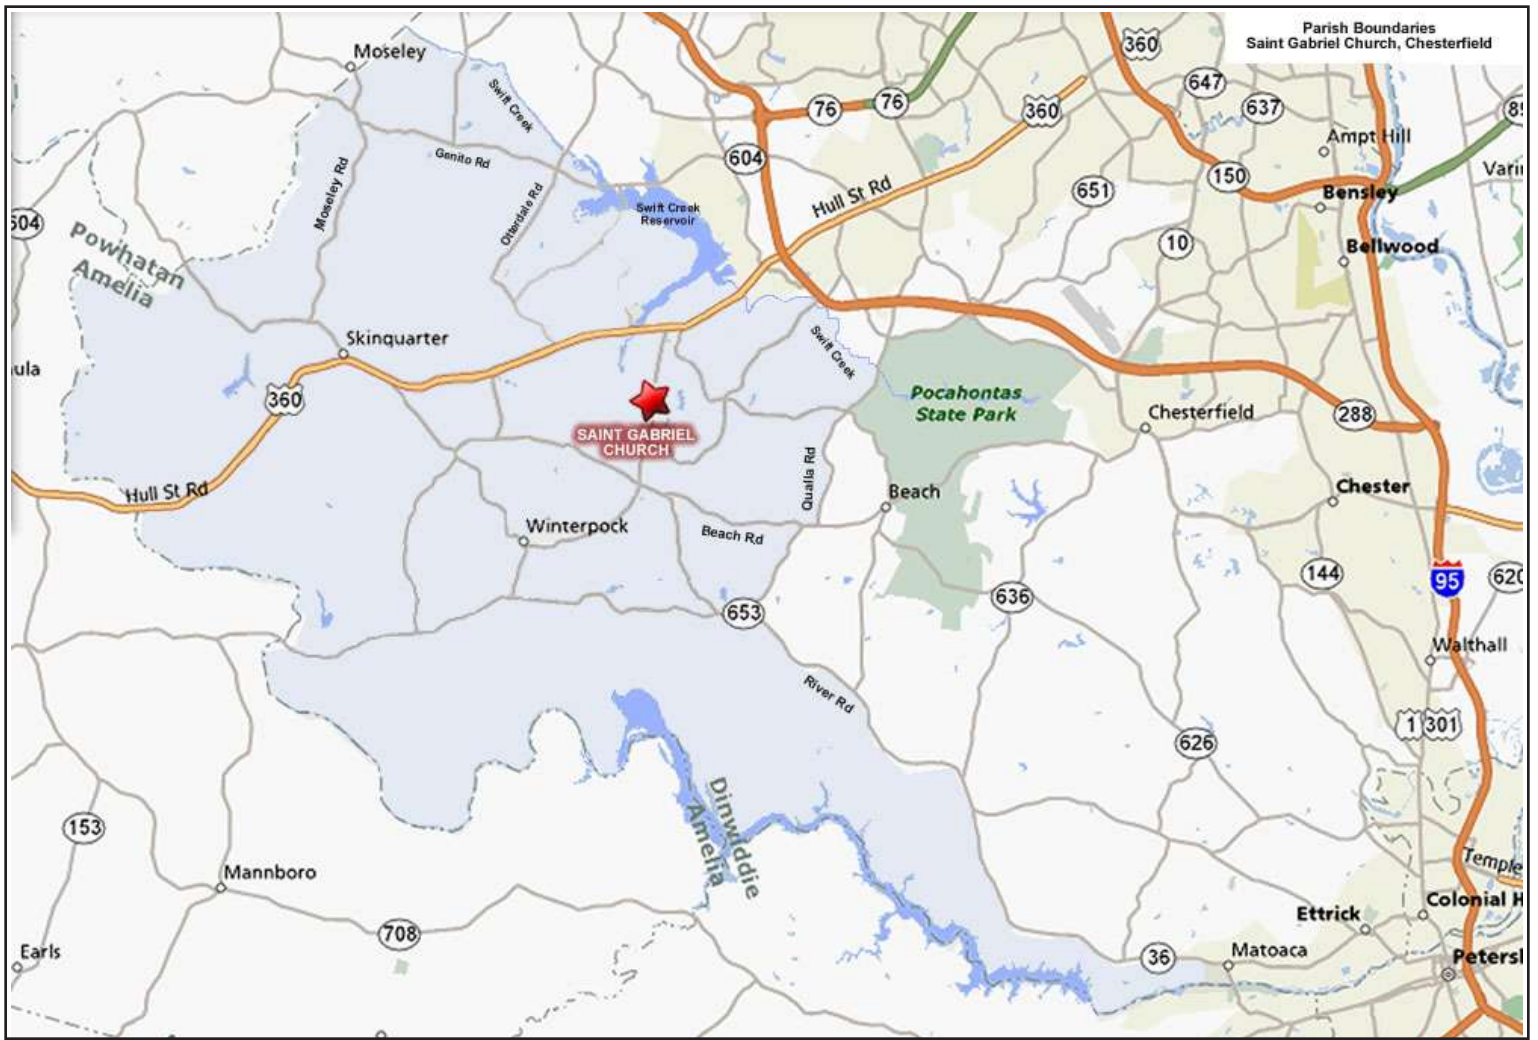 Parish Boundaries
Saint Gabriel Church, Chesterfield
Moseley
360
647
637
76
76
360
Swift Creek
Ampt Hill
604
Genito Rd
651
150
Bensley
Moseley Rd
Otterdale Rd
Swift Creek
Reservoir
Hull St Rd
Powhatan
Amelia
10
Bellwood
Skinquarter
Swift Creek
360
Pocahontas
State Park
Chesterfield
288
SAINT GABRIEL
CHURCH
Qualla Rd
Hull St Rd
Beach
Chester
Winterpock
Beach Rd
144
95
620
636
653
Walthall
River Rd
1
301
626
Dinwiddie
Amelia
153
Mannboro
Temple
Colonial H
Ettrick
708
36
Matoaca
Earls
Petersb